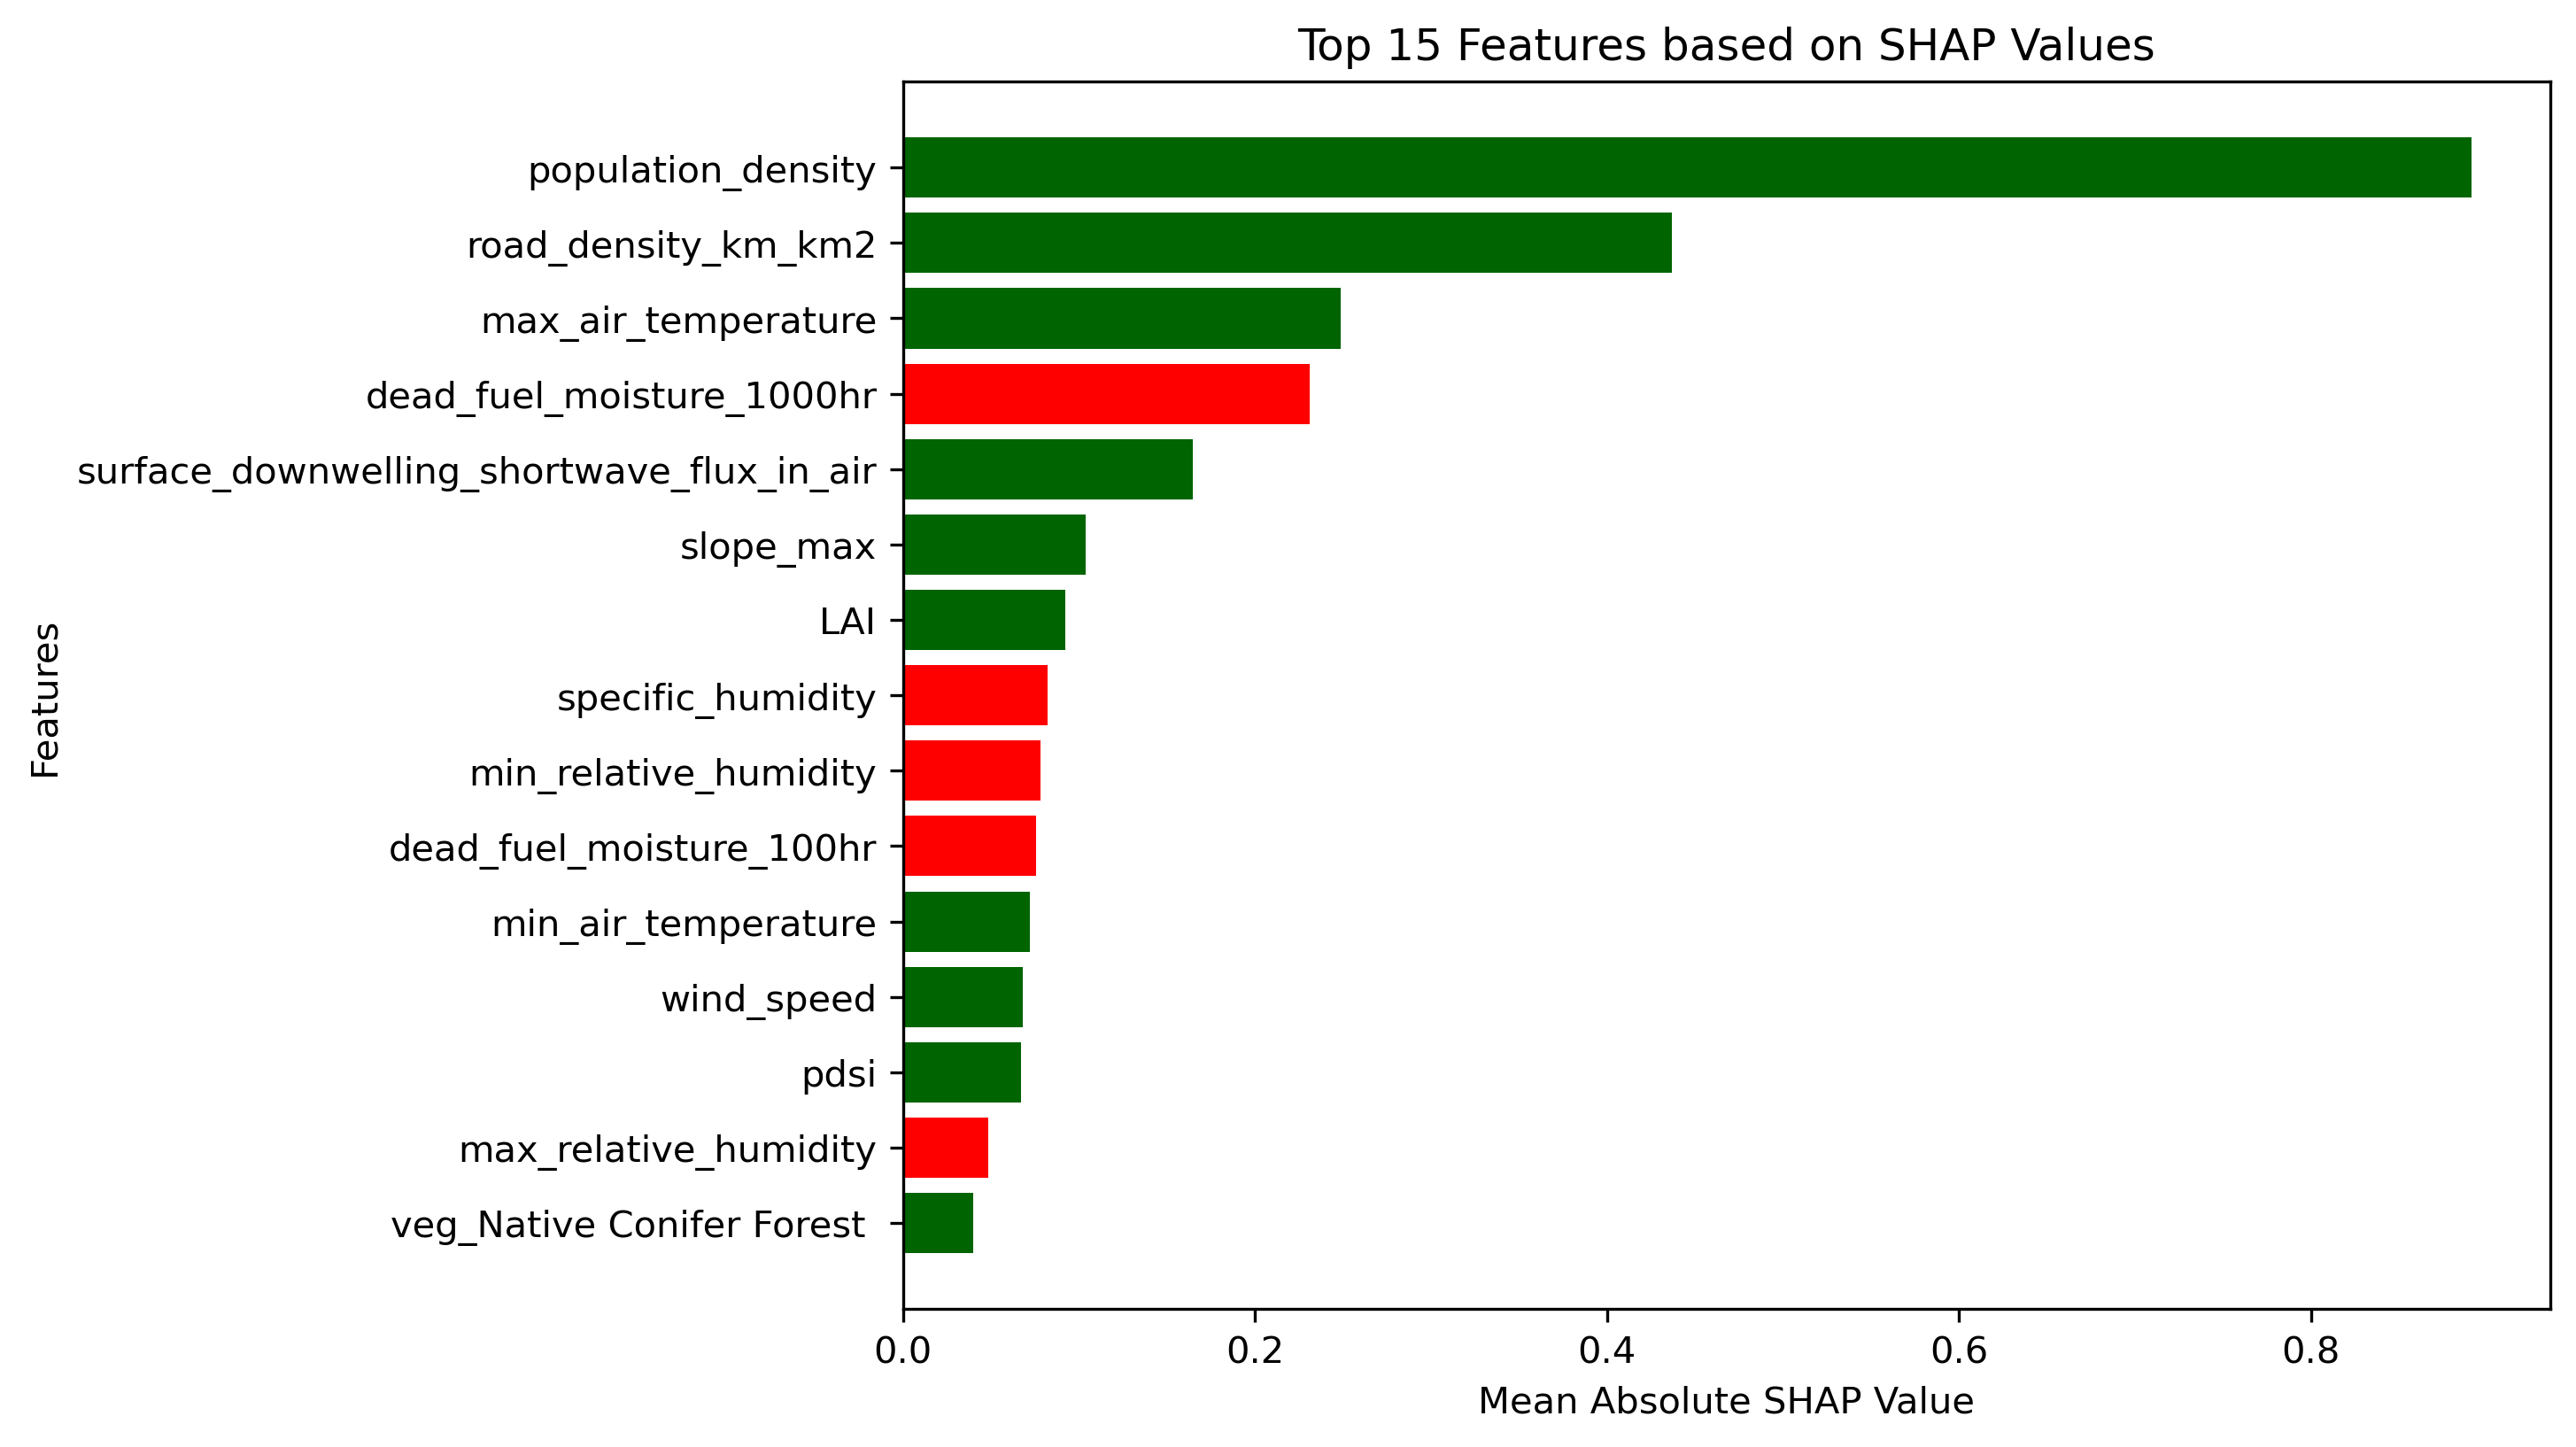 Top 15 Features based on SHAP Values
Features
population_density
road_density_km_km2
max_air_temperature
dead_fuel_moisture_1000hr
surface_downwelling_shortwave_flux_in_air
slope_max
LAI
specific_humidity
min_relative_humidity
dead_fuel_moisture_100hr
min_air_temperature
wind_speed
pdsi
max_relative_humidity
veg_Native Conifer Forest
0.0 0.2 0.4 0.6 0.8
Mean Absolute SHAP Value